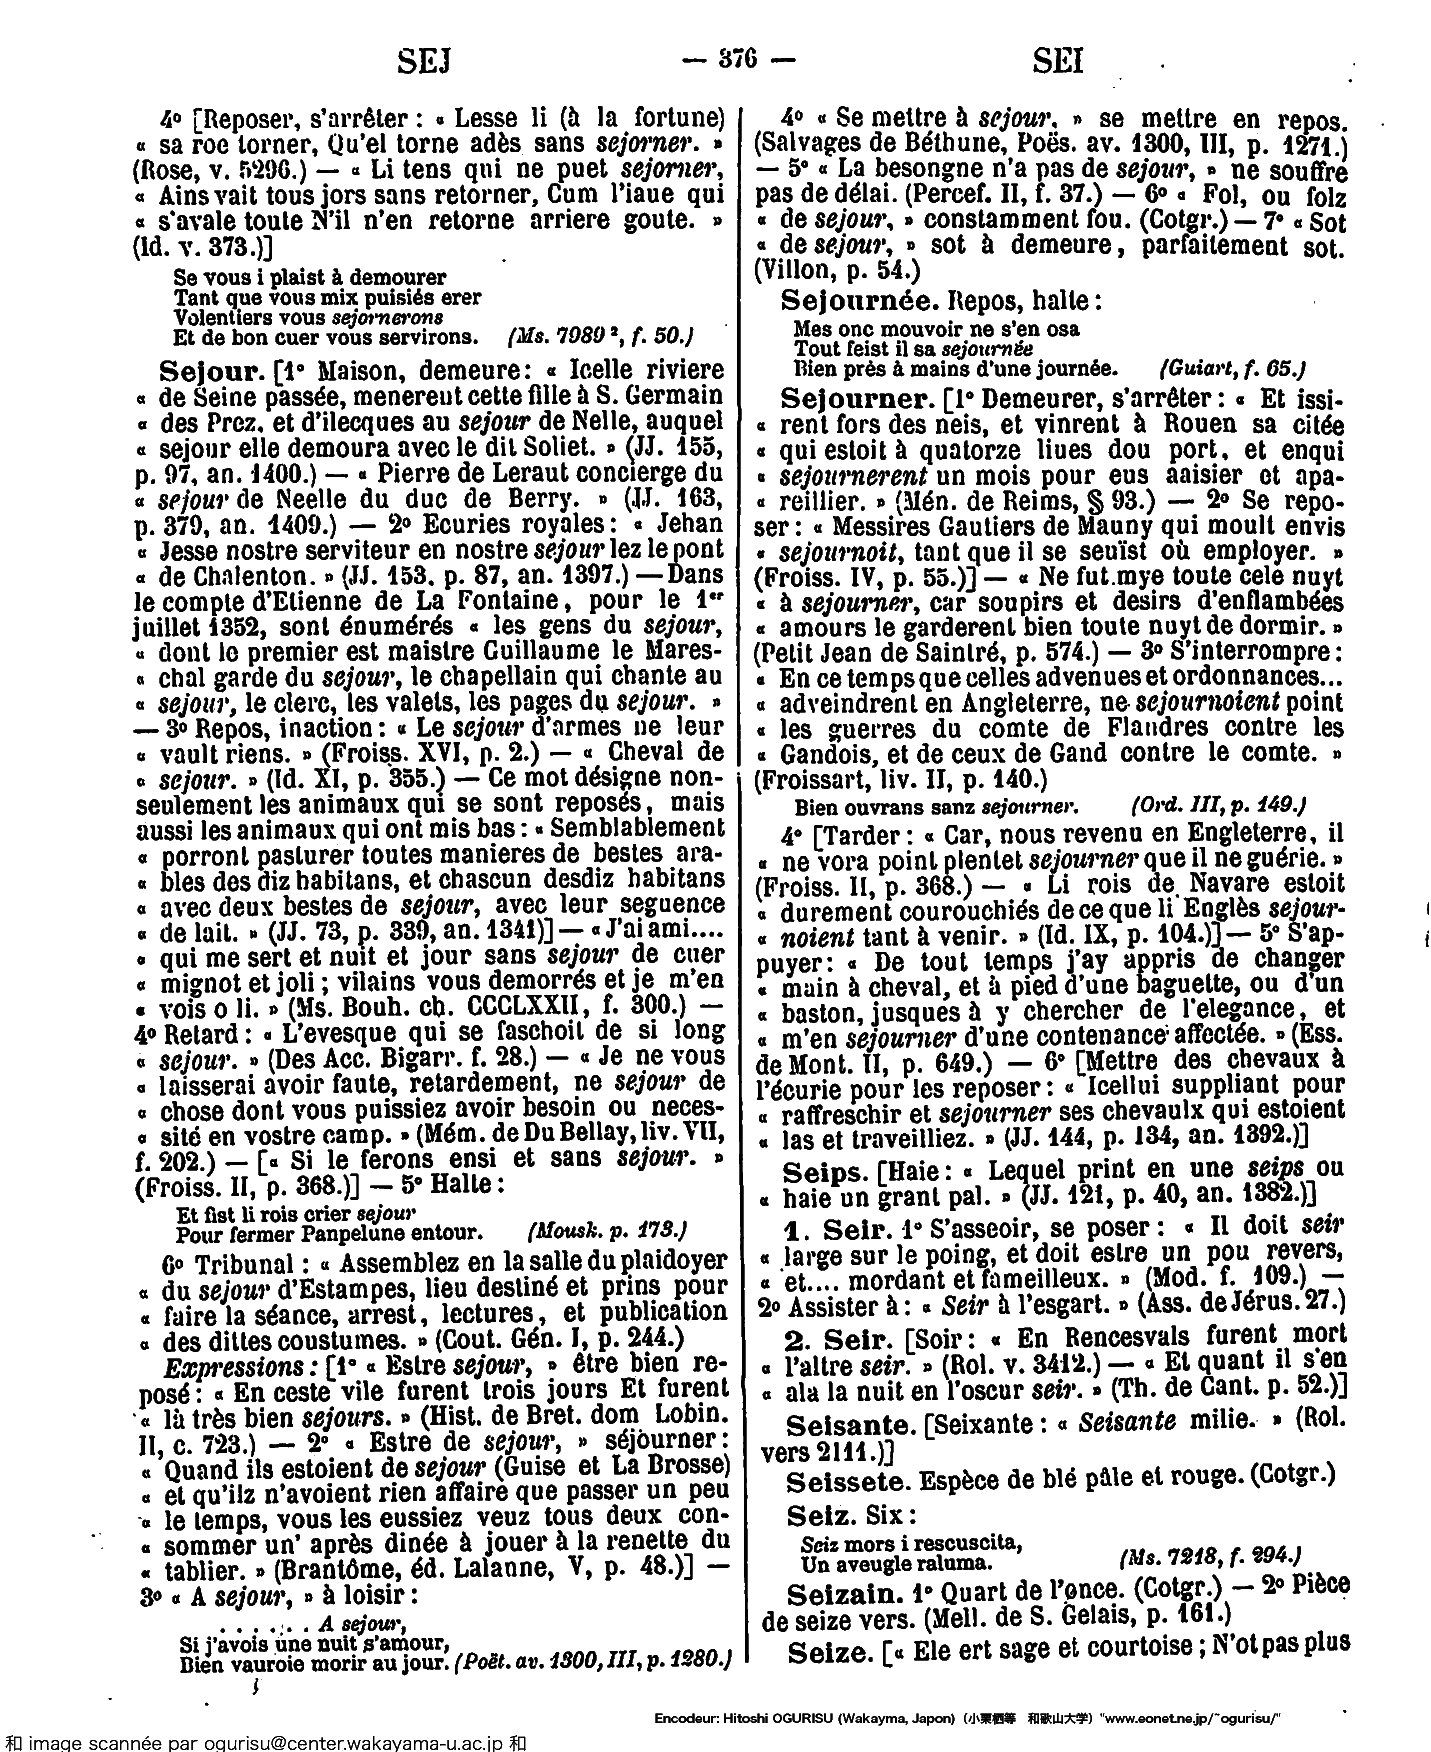 SEJ — 376 — SEI
4º [Reposer, s'arrêter : « Lesse li (à la fortune)
« sa roe torner, Qu'el torne adès sans sejorner. »
(Rose, v. 5296.) — « Li tens qui ne puet sejorner,
« Ains vait tous jors sans retorner, Cum l'iaue qui
« s'avale toute N'il n'en retorne arriere goute. »
(Id. v. 373.)]
Se vous i plaist à demourer
Tant que vous mix puisiés erer
Volentiers vous sejornerons
Et de bon cuer vous servirons. (Ms. 7989 ², f. 50.)
Sejour. [1º Maison, demeure : « Icelle riviere
« de Seine passée, menerent cette fille à S. Germain
« des Prez, et d'ilecques au sejour de Nelle, auquel
« sejour elle demoura avec le dit Soliet. » (JJ. 155,
p. 97, an. 1400.) — « Pierre de Leraut concierge du
« sejour de Neelle du duc de Berry. » (JJ. 163,
p. 379, an. 1409.) — 2º Ecuries royales : « Jehan
« Jesse nostre serviteur en nostre sejour lez le pont
« de Chalenton. » (JJ. 153, p. 87, an. 1397.) — Dans
le compte d'Etienne de La Fontaine, pour le 1er
juillet 1352, sont énumérés « les gens du sejour,
« dont le premier est maistre Guillaume le Mares-
« chal garde du sejour, le chapellain qui chante au
« sejour, le clerc, les valets, les pages du sejour. »
— 3º Repos, inaction : « Le sejour d'armes ne leur
« vault riens. » (Froiss. XVI, p. 2.) — « Cheval de
« sejour. » (Id. XI, p. 355.) — Ce mot désigne non-
seulement les animaux qui se sont reposés, mais
aussi les animaux qui ont mis bas : « Semblablement
« porront pasturer toutes manieres de bestes ara-
« bles des diz habitans, et chascun desdiz habitans
« avec deux bestes de sejour, avec leur seguence
« de lait. » (JJ. 73, p. 339, an. 1341)] — « J'ai ami....
« qui me sert et nuit et jour sans sejour de cuer
« mignot et joli ; vilains vous demorrés et je m'en
« vois o li. » (Ms. Bouh. ch. CCCLXXII, f. 300.) —
4º Retard : « L'evesque qui se faschoit de si long
« sejour. » (Des Acc. Bigarr. f. 28.) — « Je ne vous
« laisserai avoir faute, retardement, ne sejour de
« chose dont vous puissiez avoir besoin ou neces-
« sité en vostre camp. » (Mém. de Du Bellay, liv. VII,
f. 202.) — [« Si le ferons ensi et sans sejour. »
(Froiss. II, p. 368.)] — 5º Halte :
Et fist li rois crier sejour
Pour fermer Panpelune entour. (Mousk. p. 173.)
6º Tribunal : « Assemblez en la salle du plaidoyer
« du sejour d'Estampes, lieu destiné et prins pour
« faire la séance, arrest, lectures, et publication
« des dittes coustumes. » (Cout. Gén. I, p. 244.)
Expressions : [1º « Estre sejour, » être bien re-
posé : « En ceste vile furent trois jours Et furent
« là très bien sejours. » (Hist. de Bret. dom Lobin.
II, c. 723.) — 2º « Estre de sejour, » séjourner :
« Quand ils estoient de sejour (Guise et La Brosse)
« et qu'ilz n'avoient rien affaire que passer un peu
« le temps, vous les eussiez veuz tous deux con-
« sommer un' après dinée à jouer à la renette du
« tablier. » (Brantôme, éd. Lalanne, V, p. 48.)] —
3º « A sejour, » à loisir :
. . . . . . A sejour,
Si j'avois une nuit s'amour,
Bien vauroie morir au jour. (Poët. av. 1300, III, p. 1280.)
4º « Se mettre à sejour, » se mettre en repos.
(Salvages de Béthune, Poës. av. 1300, III, p. 1271.)
— 5º « La besongne n'a pas de sejour, » ne souffre
pas de délai. (Percef. II, f. 37.) — 6º « Fol, ou folz
« de sejour, » constamment fou. (Cotgr.) — 7º « Sot
« de sejour, » sot à demeure, parfaitement sot.
(Villon, p. 54.)
Sejournée. Repos, halte :
Mes onc mouvoir ne s'en osa
Tout feist il sa sejournée
Bien près à mains d'une journée. (Guiart, f. 65.)
Sejourner. [1º Demeurer, s'arrêter : « Et issi-
« rent fors des neis, et vinrent à Rouen sa citée
« qui estoit à quatorze liues dou port, et enqui
« sejournerent un mois pour eus aaisier et apa-
« reillier. » (Mén. de Reims, § 93.) — 2º Se repo-
ser : « Messires Gautiers de Mauny qui moult envis
« sejournoit, tant que il se seuïst où employer. »
(Froiss. IV, p. 55.)] — « Ne fut mye toute cele nuyt
« à sejourner, car soupirs et desirs d'enflambées
« amours le garderent bien toute nuyt de dormir. »
(Petit Jean de Saintré, p. 574.) — 3º S'interrompre :
« En ce temps que celles advenues et ordonnances...
« adveindrent en Angleterre, ne sejournoient point
« les guerres du comte de Flandres contre les
« Gandois, et de ceux de Gand contre le comte. »
(Froissart, liv. II, p. 140.)
Bien ouvrans sanz sejourner. (Ord. III, p. 149.)
4º [Tarder : « Car, nous revenu en Engleterre, il
« ne vora point plentet sejourner que il ne guérie. »
(Froiss. II, p. 368.) — « Li rois de Navare estoit
« durement courouchiés de ce que li Englès sejour-
« noient tant à venir. » (Id. IX, p. 104.)] — 5º S'ap-
puyer : « De tout temps j'ay appris de changer
« main à cheval, et à pied d'une baguette, ou d'un
« baston, jusques à y chercher de l'elegance, et
« m'en sejourner d'une contenance affectée. » (Ess.
de Mont. II, p. 649.) — 6º [Mettre des chevaux à
l'écurie pour les reposer : « Icellui suppliant pour
« raffreschir et sejourner ses chevaulx qui estoient
« las et traveilliez. » (JJ. 144, p. 134, an. 1392.)]
Seips. [Haie : « Lequel print en une seips ou
« haie un grant pal. » (JJ. 121, p. 40, an. 1382.)]
1. Seir. 1º S'asseoir, se poser : « Il doit seir
« large sur le poing, et doit estre un pou revers,
« et.... mordant et fameilleux. » (Mod. f. 109.) —
2º Assister à : « Seir à l'esgart. » (Ass. de Jérus. 27.)
2. Seir. [Soir : « En Rencesvals furent mort
« l'altre seir. » (Rol. v. 3412.) — « Et quant il s'en
« ala la nuit en l'oscur seir. » (Th. de Cant. p. 52.)]
Seisante. [Seixante : « Seisante milie. » (Rol.
vers 2111.)]
Seissete. Espèce de blé pâle et rouge. (Cotgr.)
Seiz. Six :
Seiz mors i rescuscita,
Un aveugle raluma. (Ms. 7218, f. 294.)
Seizain. 1º Quart de l'once. (Cotgr.) — 2º Pièce
de seize vers. (Mell. de S. Gelais, p. 161.)
Seize. [« Ele ert sage et courtoise ; N'ot pas plus
Encodeur: Hitoshi OGURISU (Wakayma, Japon) (小栗栖等 和歌山大学) "www.eonet.ne.jp/~ogurisu/"
和 image scannée par ogurisu@center.wakayama-u.ac.jp 和